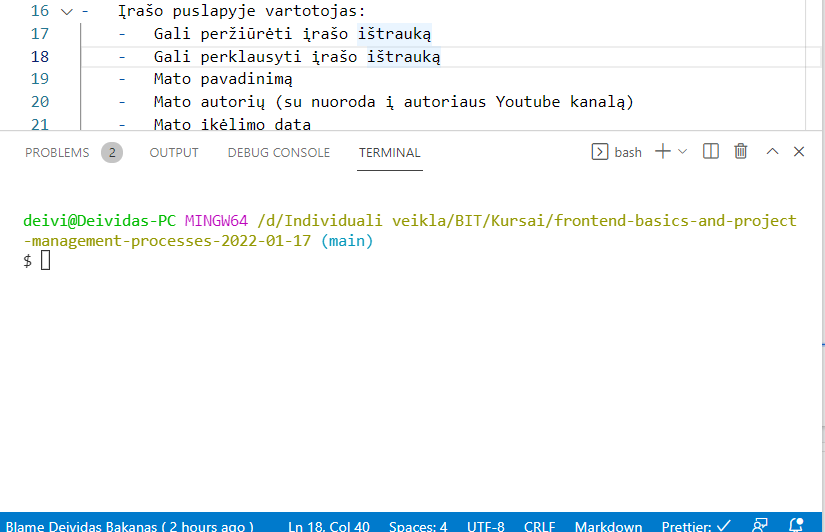 16 - Įrašo puslapyje vartotojas:
17 - Gali peržiūrėti įrašo ištrauką
18 - Gali perklausyti įrašo ištrauką
19 - Mato pavadinimą
20 - Mato autorių (su nuoroda į autoriaus Youtube kanalą)
21 - Mato įkėlimo datą
PROBLEMS 2 OUTPUT DEBUG CONSOLE TERMINAL bash
deivi@Deividas-PC MINGW64 /d/Individuali veikla/BIT/Kursai/frontend-basics-and-project
-management-processes-2022-01-17 (main)
$
Blame Deividas Bakanas ( 2 hours ago ) Ln 18, Col 40 Spaces: 4 UTF-8 CRLF Markdown Prettier: ✓